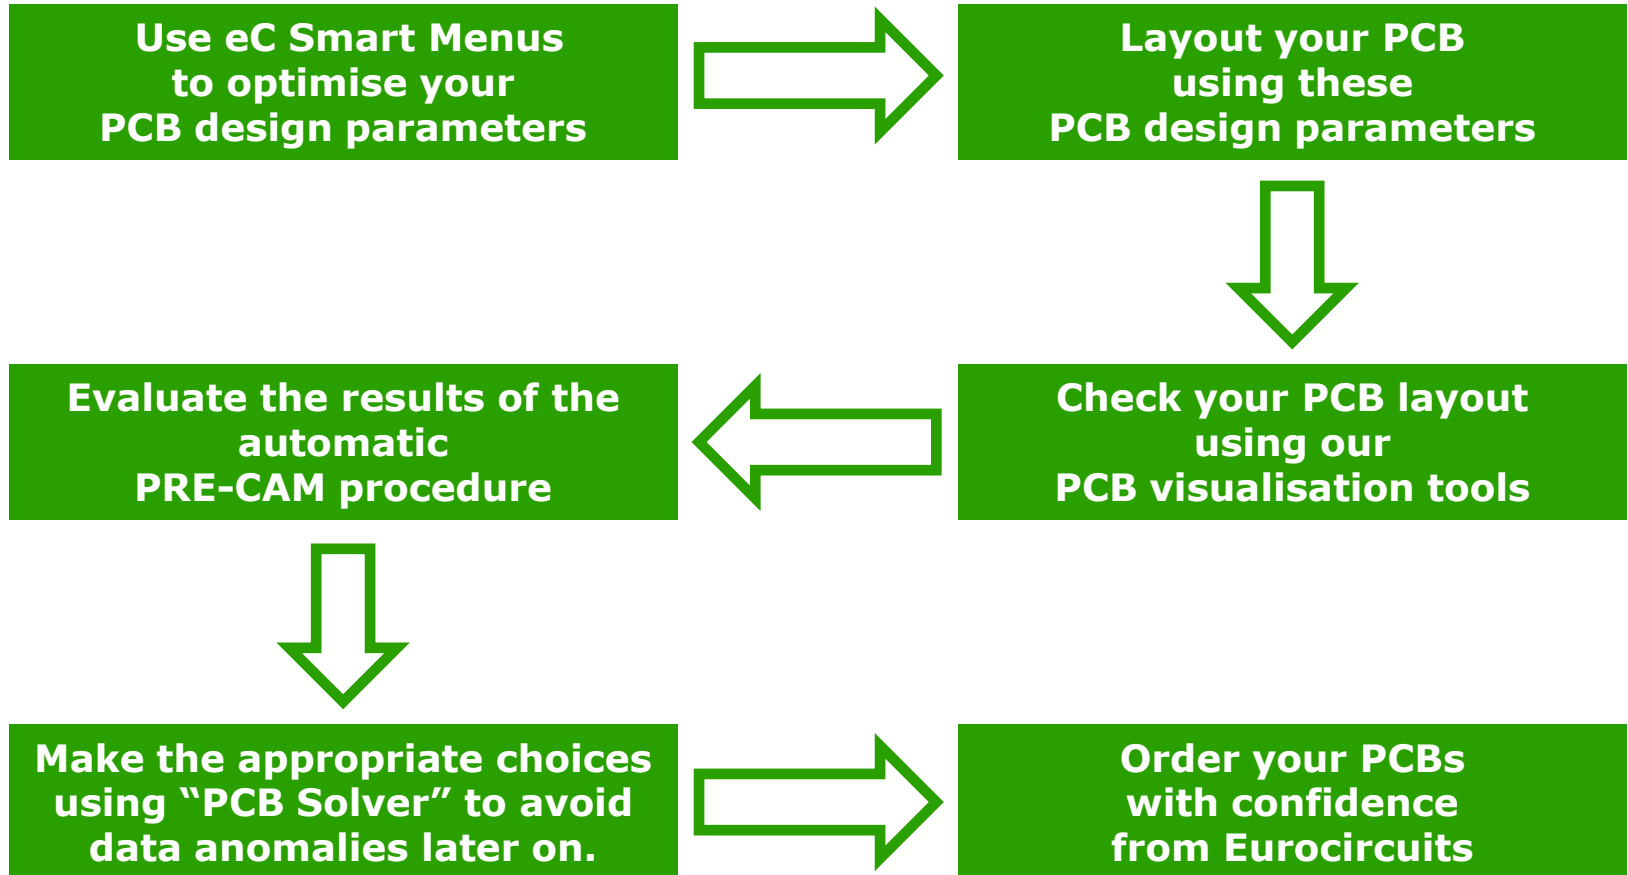 Use eC Smart Menus
to optimise your
PCB design parameters
Layout your PCB
using these
PCB design parameters
Check your PCB layout
using our
PCB visualisation tools
Evaluate the results of the
automatic
PRE-CAM procedure
Make the appropriate choices
using “PCB Solver” to avoid
data anomalies later on.
Order your PCBs
with confidence
from Eurocircuits